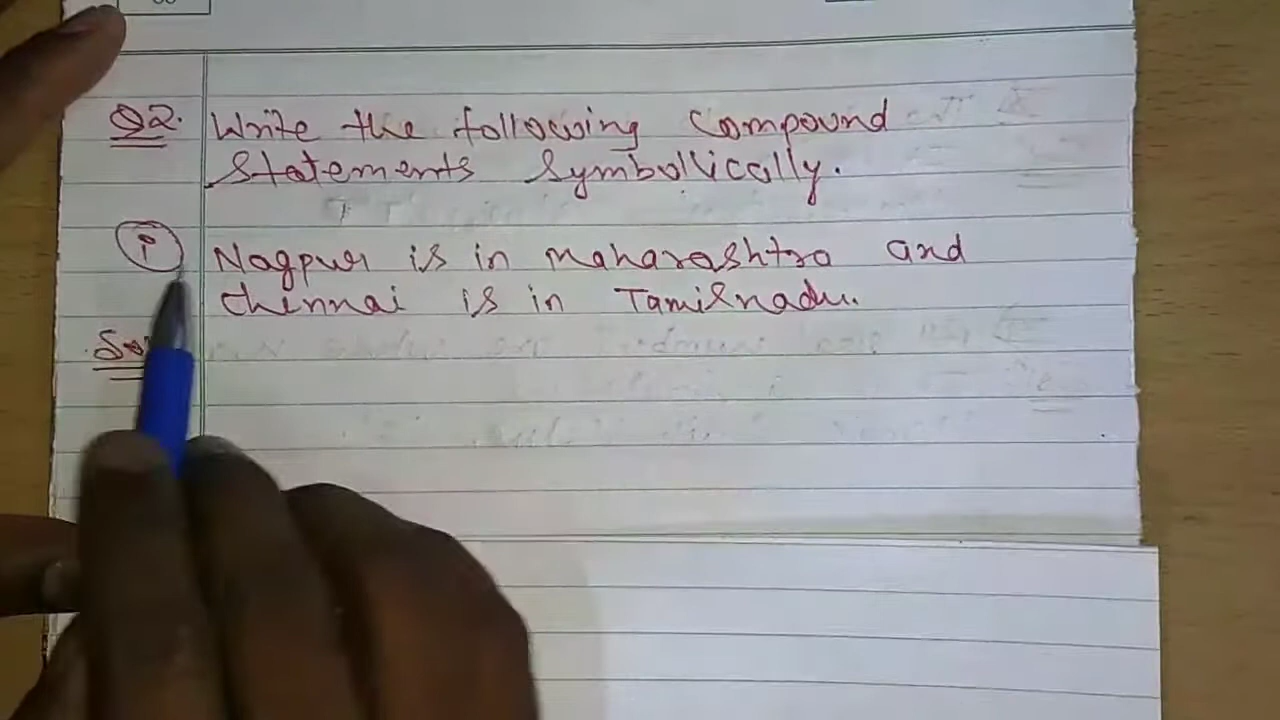 Q2. Write the following Compound
Statements Symbollically.
i Nagpur is in maharashtra and
Chennai is in Tamilnadu.